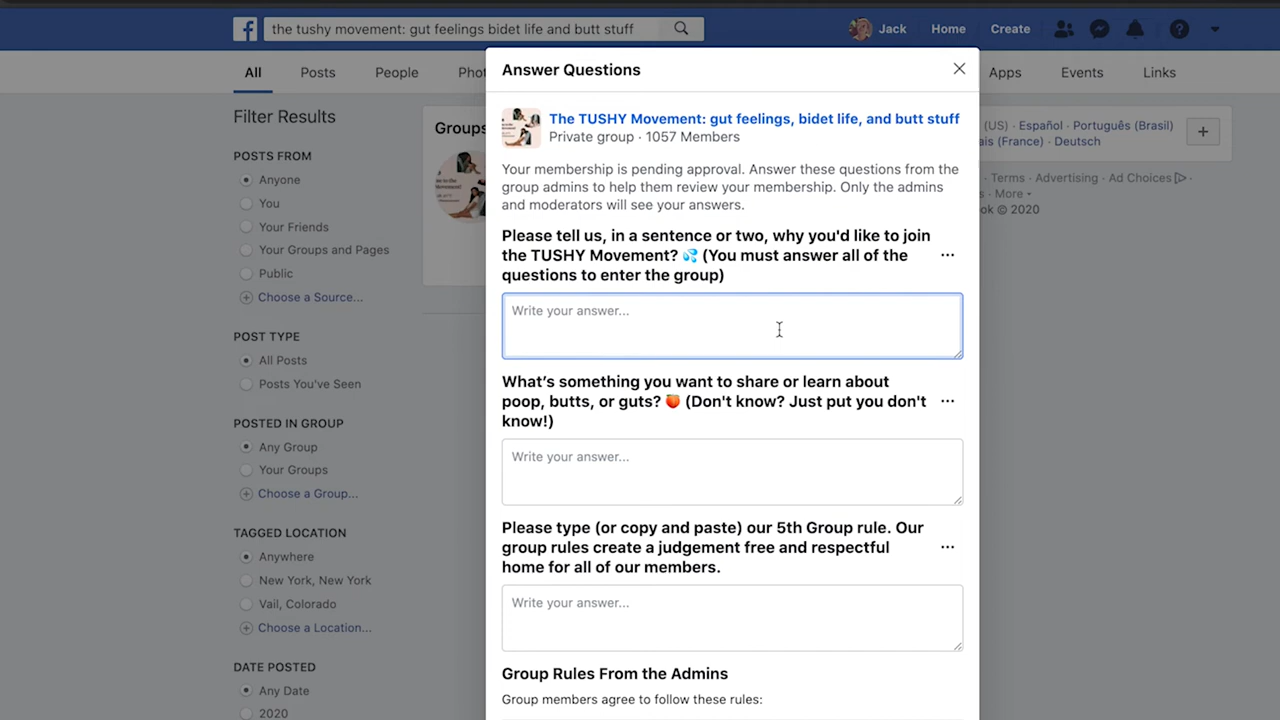 the tushy movement: gut feelings bidet life and butt stuff
Jack
Home
Create
All
Posts
People
Pho
Apps
Events
Links
Filter Results
POSTS FROM
Anyone
You
Your Friends
Your Groups and Pages
Public
Choose a Source...
POST TYPE
All Posts
Posts You've Seen
POSTED IN GROUP
Any Group
Your Groups
Choose a Group...
TAGGED LOCATION
Anywhere
New York, New York
Vail, Colorado
Choose a Location...
DATE POSTED
Any Date
2020
Groups
Answer Questions
The TUSHY Movement: gut feelings, bidet life, and butt stuff
Private group · 1057 Members
Your membership is pending approval. Answer these questions from the
group admins to help them review your membership. Only the admins
and moderators will see your answers.
Please tell us, in a sentence or two, why you'd like to join
the TUSHY Movement? 💦 (You must answer all of the
questions to enter the group)
Write your answer...
What's something you want to share or learn about
poop, butts, or guts? 🍑 (Don't know? Just put you don't
know!)
Write your answer...
Please type (or copy and paste) our 5th Group rule. Our
group rules create a judgement free and respectful
home for all of our members.
Write your answer...
Group Rules From the Admins
Group members agree to follow these rules:
(US) · Español · Português (Brasil)
ais (France) · Deutsch
· Terms · Advertising · Ad Choices ·
s · More
ok © 2020